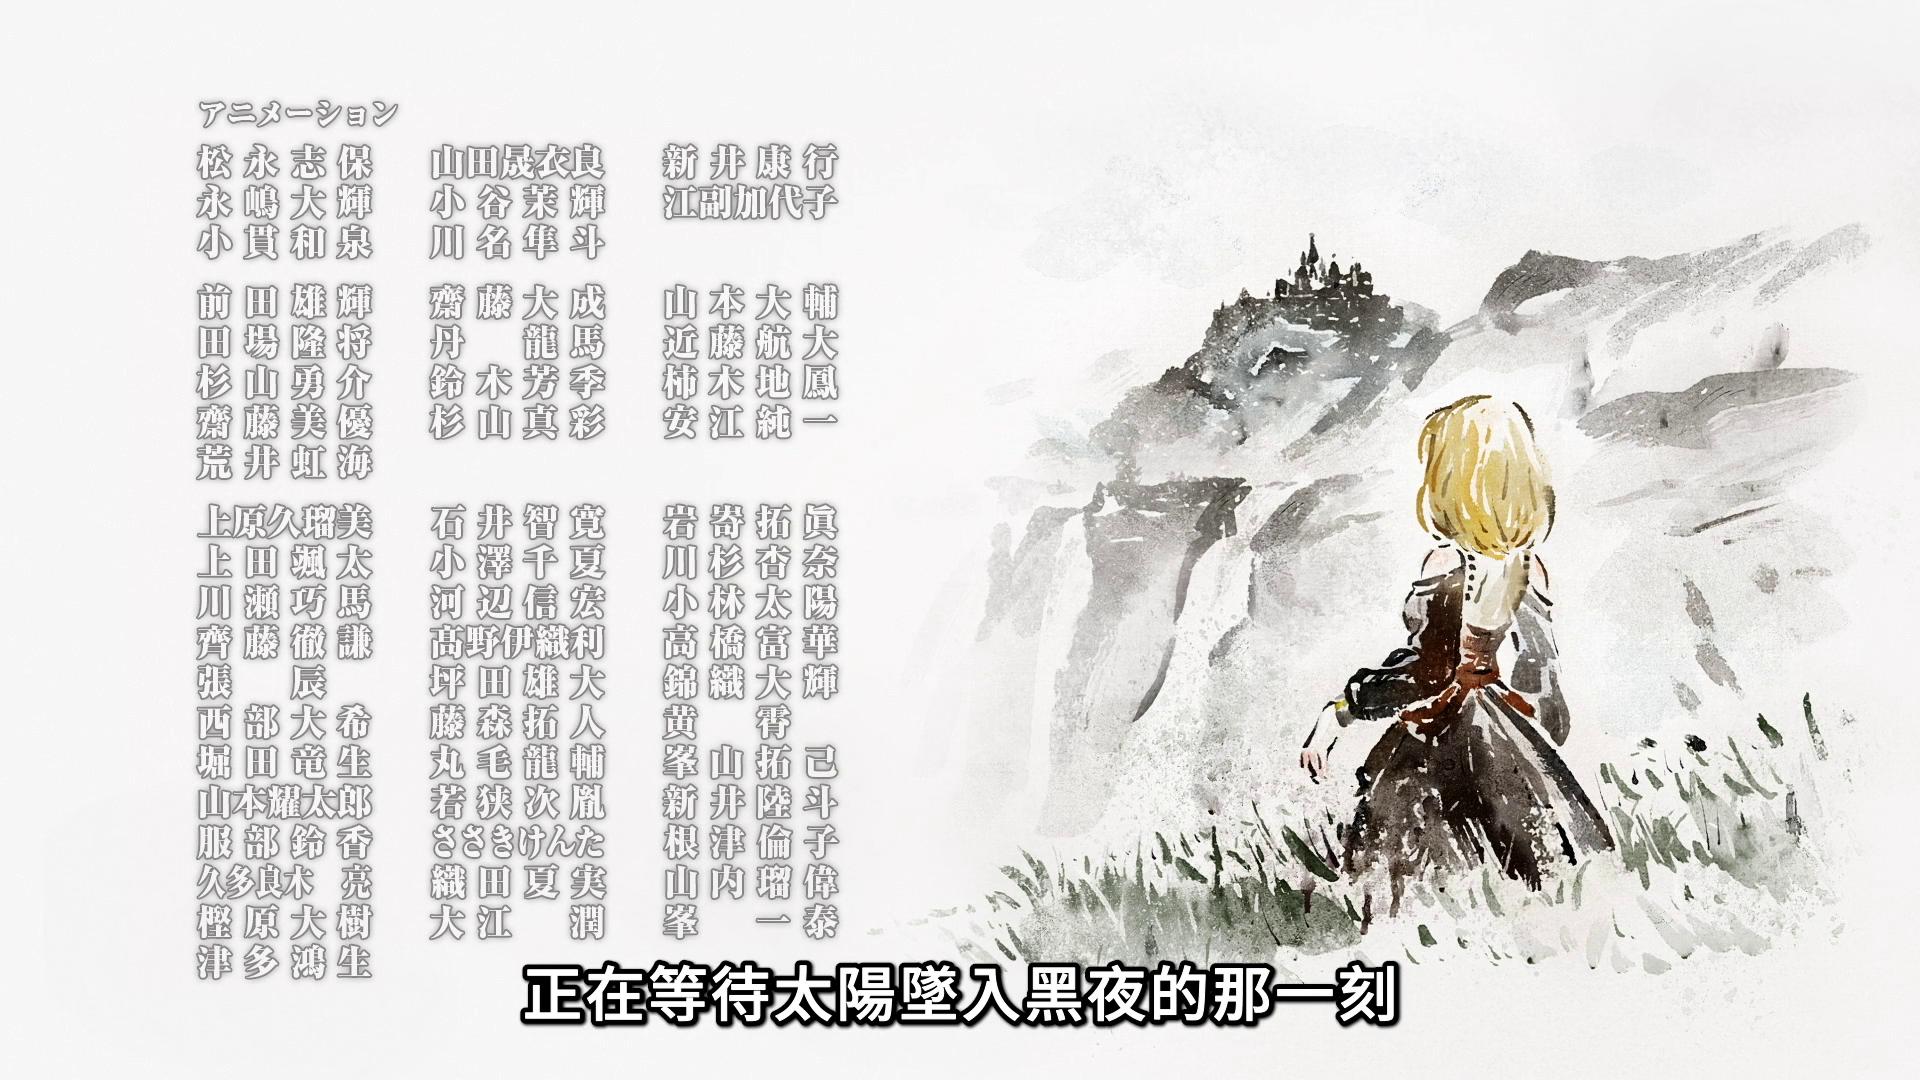 アニメーション
松永志保 山田晟衣良 新井康行
永嶋大輝 小谷茉輝 江副加代子
小貫和泉 川名隼斗
前田雄輝 齋藤大成 山本大輔
田場隆将 丹 龍馬 近藤航大
杉山勇介 鈴木芳季 柿木地鳳
齋藤美優 杉山真彩 安江純一
荒井虹海
上原久瑠美 石井智寛 岩嵜拓眞
上田颯太 小澤千夏 川杉杏奈
川瀬巧馬 河辺信宏 小林太陽
齊藤徹謙 髙野伊織利 高橋富華
張 辰 坪田雄大 錦織大輝
西部大希 藤森拓人 黄 霄
堀田竜生 丸毛龍輔 峯山拓己
山本耀太郎 若狭次胤 新井陸斗
服部鈴香 ささきけんた 根津倫子
久多良木 亮 織田夏実 山内瑠偉
樫原大樹 大江 潤 峯 一泰
津多鴻生
正在等待太陽墜入黑夜的那一刻